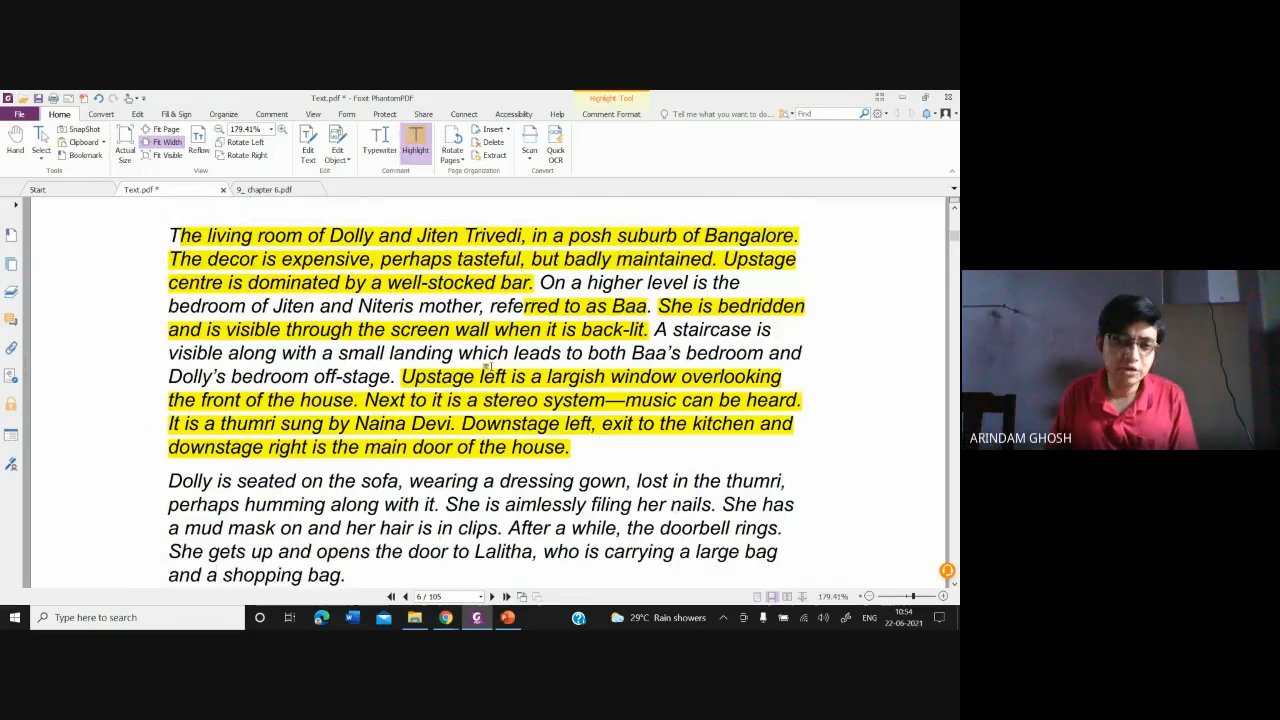 Text.pdf * - Foxit PhantomPDF
Highlight Tool
File Home Convert Edit Fill & Sign Organize Comment View Form Protect Share Connect Accessibility Help Comment Format Tell me what you want to do... Find
SnapShot
Clipboard
Bookmark
Hand Select
Tools
Actual Size
Fit Page
Fit Width
Fit Visible
Reflow
179.41%
Rotate Left
Rotate Right
View
Edit Text
Edit Object
Edit
Typewriter Highlight
Comment
Rotate Pages
Insert
Delete
Extract
Page Organization
Scan Quick OCR
Convert
Start Text.pdf * 9_ chapter 6.pdf
The living room of Dolly and Jiten Trivedi, in a posh suburb of Bangalore.
The decor is expensive, perhaps tasteful, but badly maintained. Upstage
centre is dominated by a well-stocked bar. On a higher level is the
bedroom of Jiten and Niteris mother, referred to as Baa. She is bedridden
and is visible through the screen wall when it is back-lit. A staircase is
visible along with a small landing which leads to both Baa's bedroom and
Dolly's bedroom off-stage. Upstage left is a largish window overlooking
the front of the house. Next to it is a stereo system—music can be heard.
It is a thumri sung by Naina Devi. Downstage left, exit to the kitchen and
downstage right is the main door of the house.
Dolly is seated on the sofa, wearing a dressing gown, lost in the thumri,
perhaps humming along with it. She is aimlessly filing her nails. She has
a mud mask on and her hair is in clips. After a while, the doorbell rings.
She gets up and opens the door to Lalitha, who is carrying a large bag
and a shopping bag.
ARINDAM GHOSH
6 / 105 179.41%
Type here to search 29°C Rain showers ENG 10:54
22-06-2021